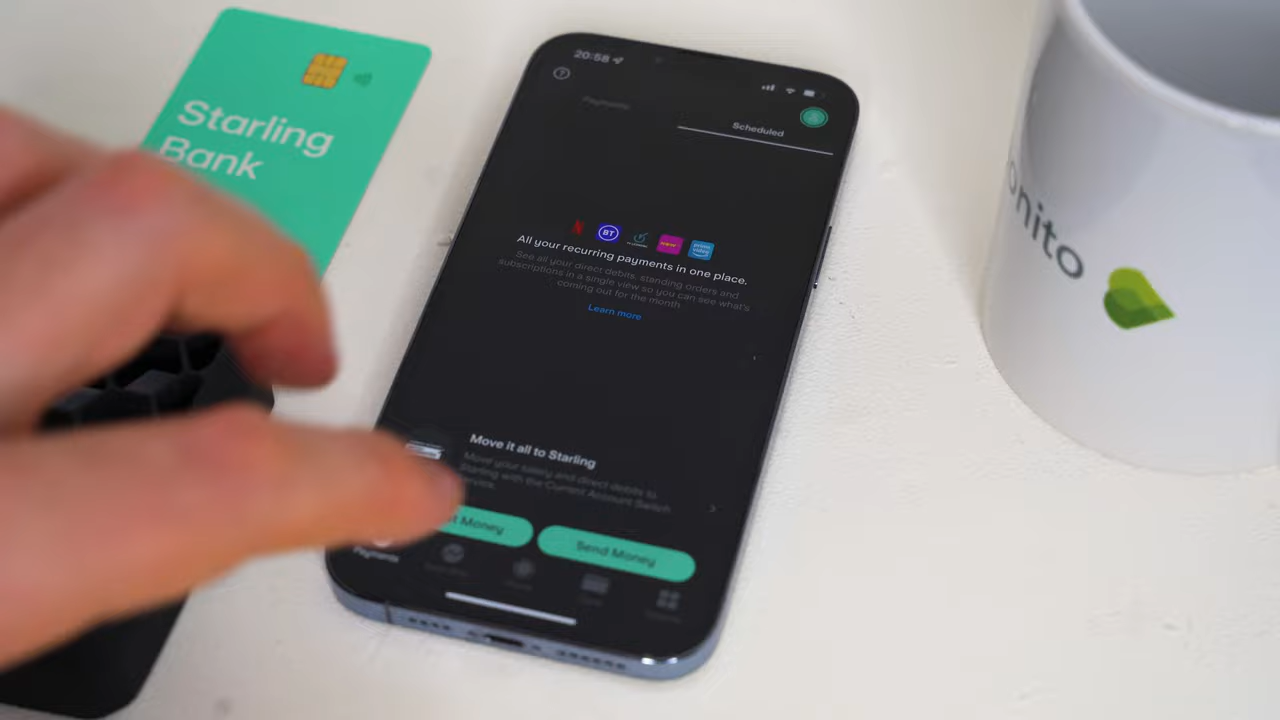 Starling
Bank
20:58
Payments
Scheduled
BT
All your recurring payments in one place.
See all your direct debits, standing orders and
subscriptions in a single view so you can see what's
coming out for the month
Learn more
Move it all to Starling
Move your salary and direct debits to
Starling with the Current Account Switch
Money
Send Money
Payments
onito